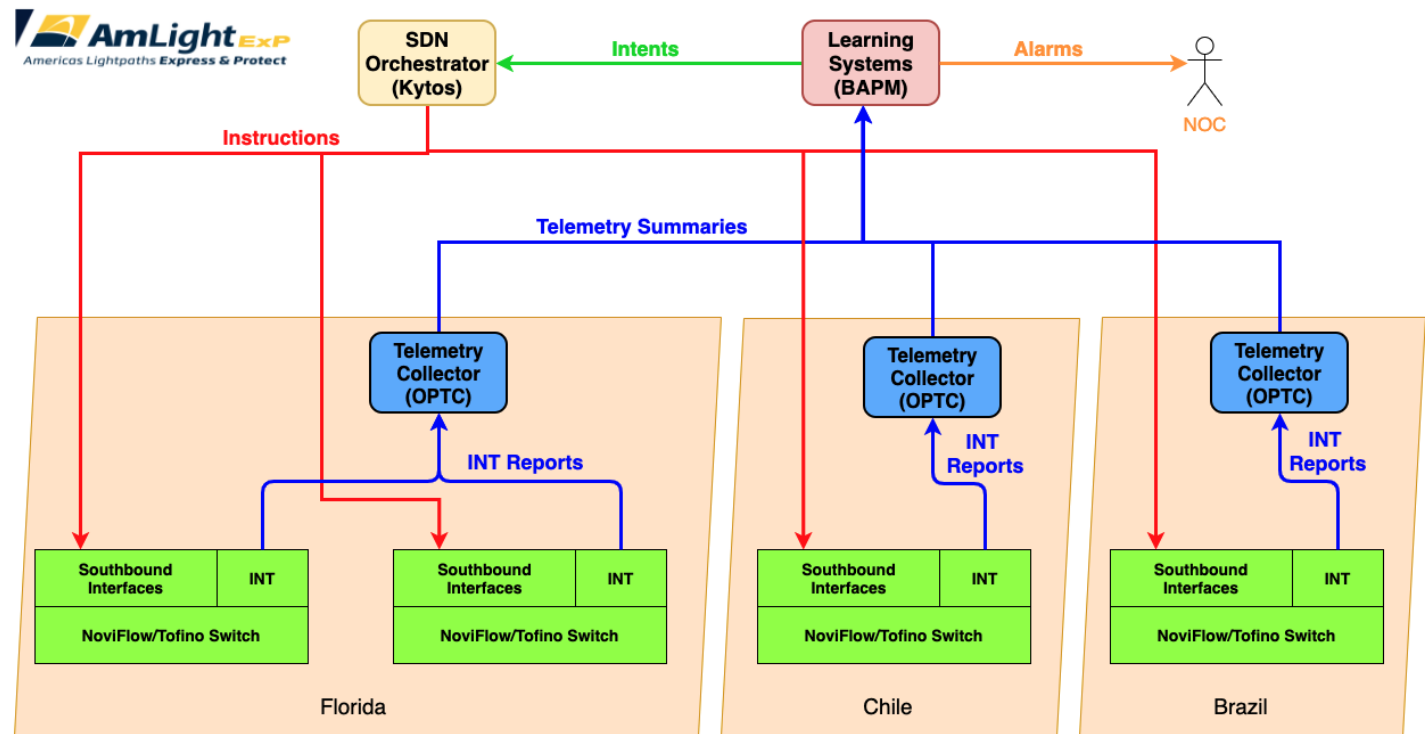 AmLight ExP
Americas Lightpaths Express & Protect
SDN
Orchestrator
(Kytos)
Intents
Learning
Systems
(BAPM)
Alarms
NOC
Instructions
Telemetry Summaries
Telemetry
Collector
(OPTC)
Telemetry
Collector
(OPTC)
Telemetry
Collector
(OPTC)
INT Reports
INT
Reports
INT
Reports
Southbound
Interfaces
INT
NoviFlow/Tofino Switch
Southbound
Interfaces
INT
NoviFlow/Tofino Switch
Southbound
Interfaces
INT
NoviFlow/Tofino Switch
Southbound
Interfaces
INT
NoviFlow/Tofino Switch
Florida
Chile
Brazil